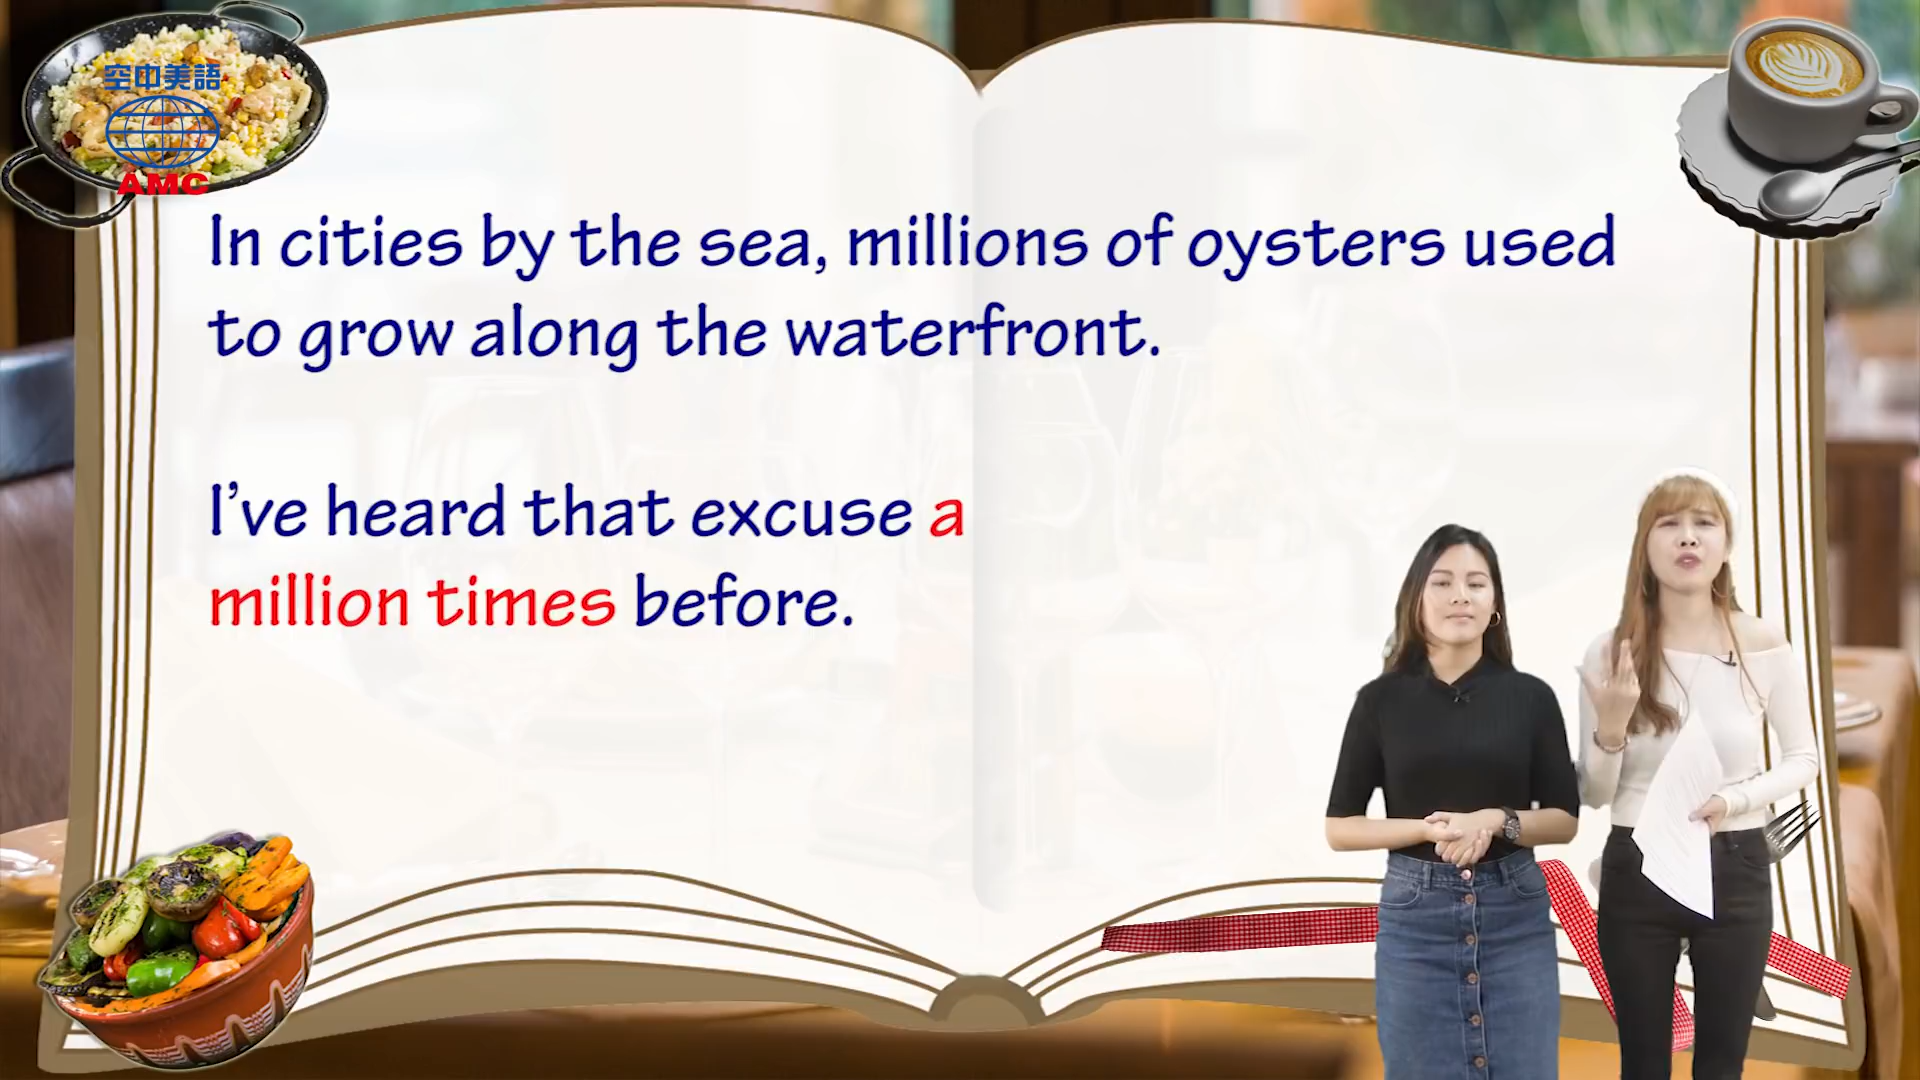 空中美語
AMC
In cities by the sea, millions of oysters used
to grow along the waterfront.
I've heard that excuse a
million times before.